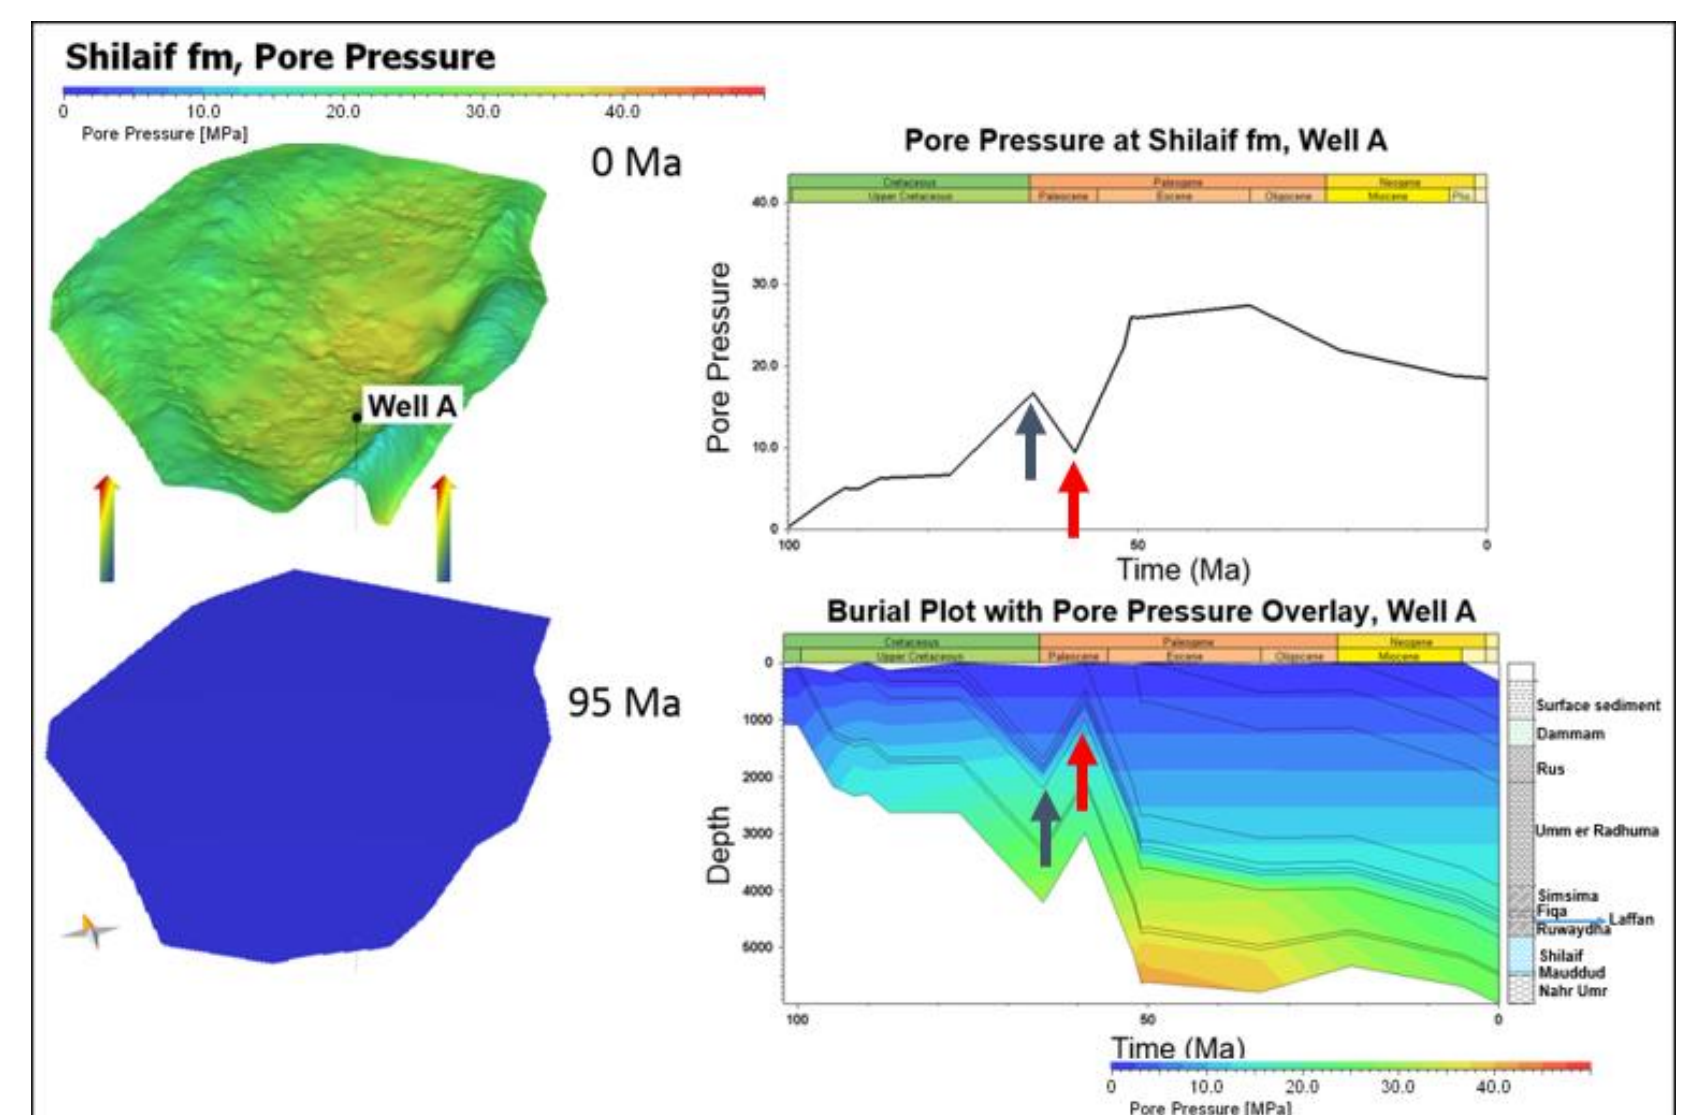 Shilaif fm, Pore Pressure
0 10.0 20.0 30.0 40.0
Pore Pressure [MPa]
0 Ma
Well A
95 Ma
Pore Pressure at Shilaif fm, Well A
Cretaceous Paleogene Neogene
Upper Cretaceous Paleocene Eocene Oligocene Miocene Plio.
Pore Pressure
40.0
30.0
20.0
10.0
0
100 50 0
Time (Ma)
Burial Plot with Pore Pressure Overlay, Well A
Cretaceous Paleogene Neogene
Upper Cretaceous Paleocene Eocene Oligocene Miocene
Depth
0
1000
2000
3000
4000
5000
100 50 0
Time (Ma)
Surface sediment
Dammam
Rus
Umm er Radhuma
Simsima
Fiqa
Laffan
Ruwaydha
Shilaif
Mauddud
Nahr Umr
0 10.0 20.0 30.0 40.0
Pore Pressure [MPa]